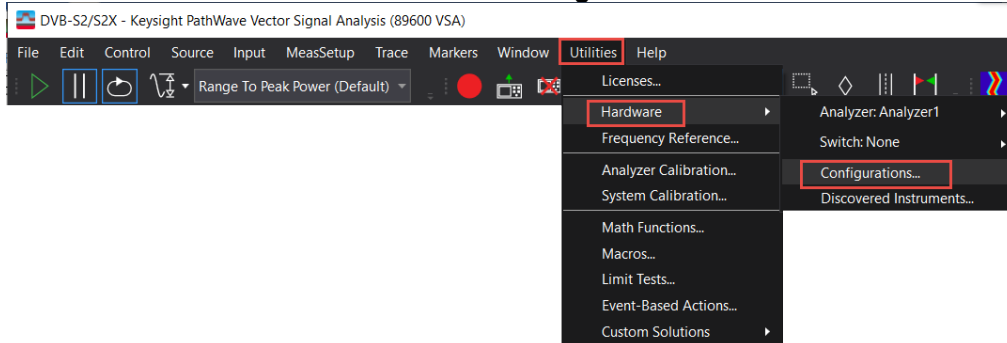 DVB-S2/S2X - Keysight PathWave Vector Signal Analysis (89600 VSA)
File Edit Control Source Input MeasSetup Trace Markers Window Utilities Help
Range To Peak Power (Default)
Licenses...
Hardware
Frequency Reference...
Analyzer Calibration...
System Calibration...
Math Functions...
Macros...
Limit Tests...
Event-Based Actions...
Custom Solutions
Analyzer: Analyzer1
Switch: None
Configurations...
Discovered Instruments...